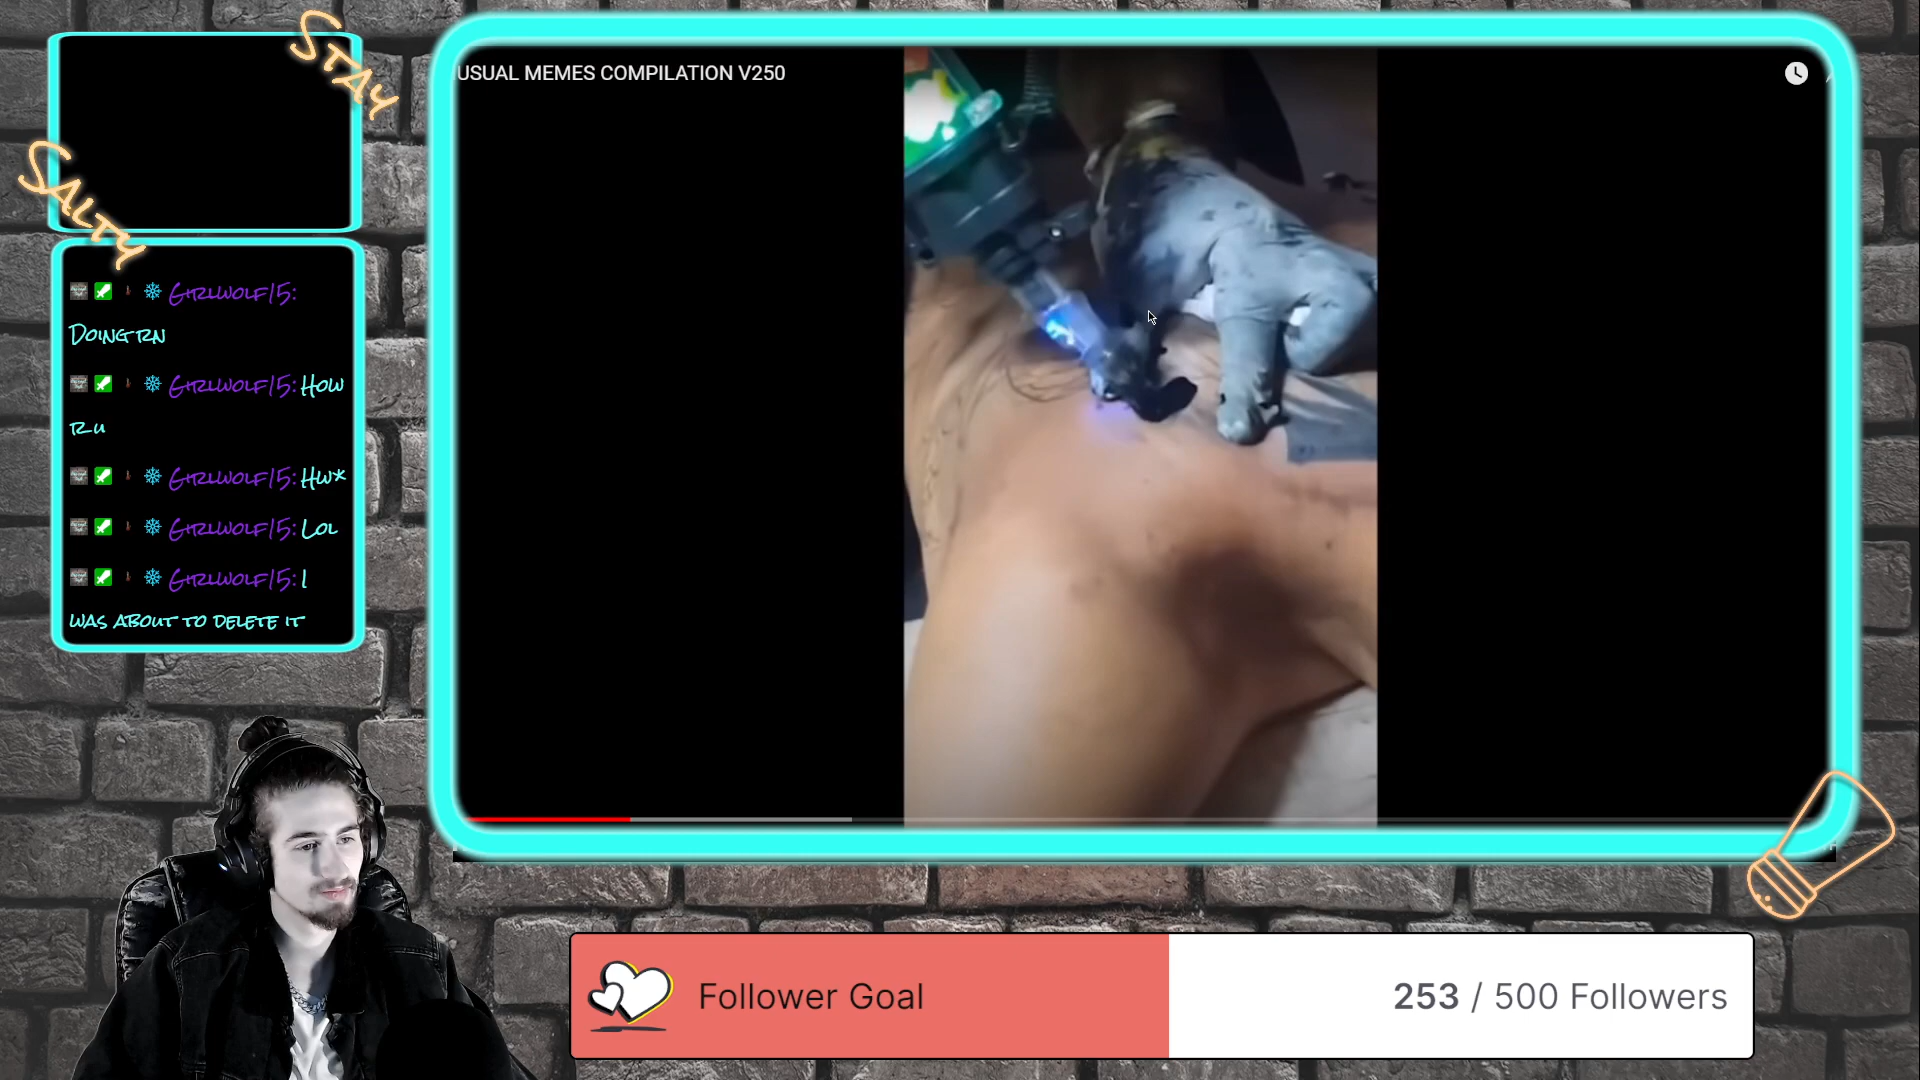 STAY
SALTY
USUAL MEMES COMPILATION V250
GIRLWOLF15:
DOING RN
GIRLWOLF15: HOW
R U
GIRLWOLF15: HW*
GIRLWOLF15: LOL
GIRLWOLF15: I
WAS ABOUT TO DELETE IT
Follower Goal
253 / 500 Followers